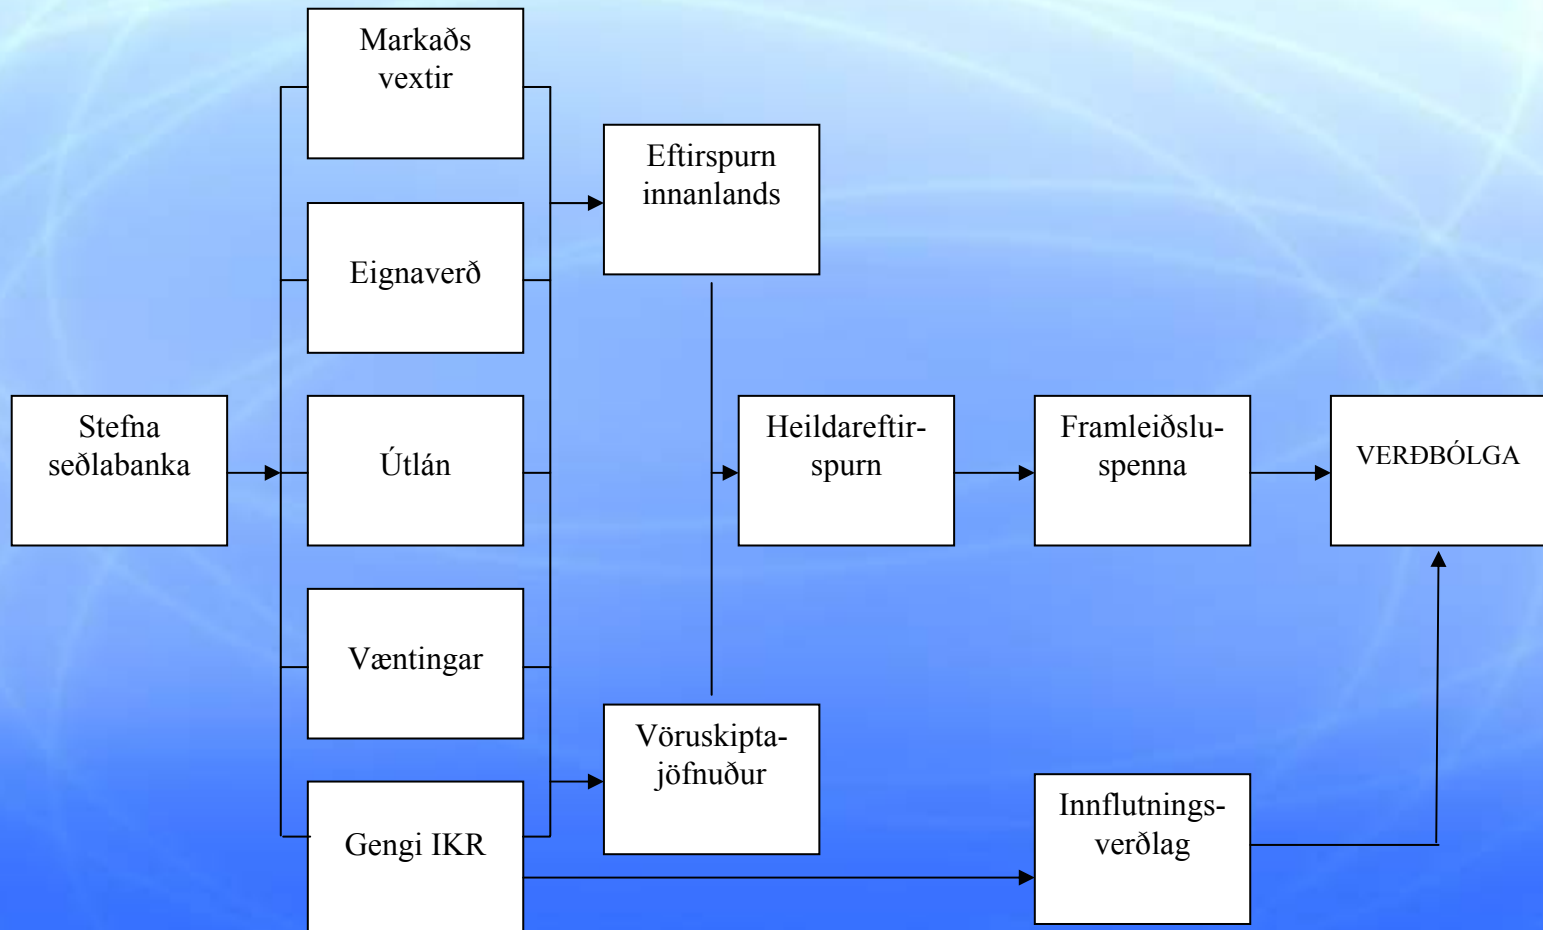 Markaðs
vextir
Eftirspurn
innanlands
Eignaverð
Stefna
seðlabanka
Útlán
Heildareftir-
spurn
Framleiðslu-
spenna
VERÐBÓLGA
Væntingar
Vöruskipta-
jöfnuður
Gengi IKR
Innflutnings-
verðlag